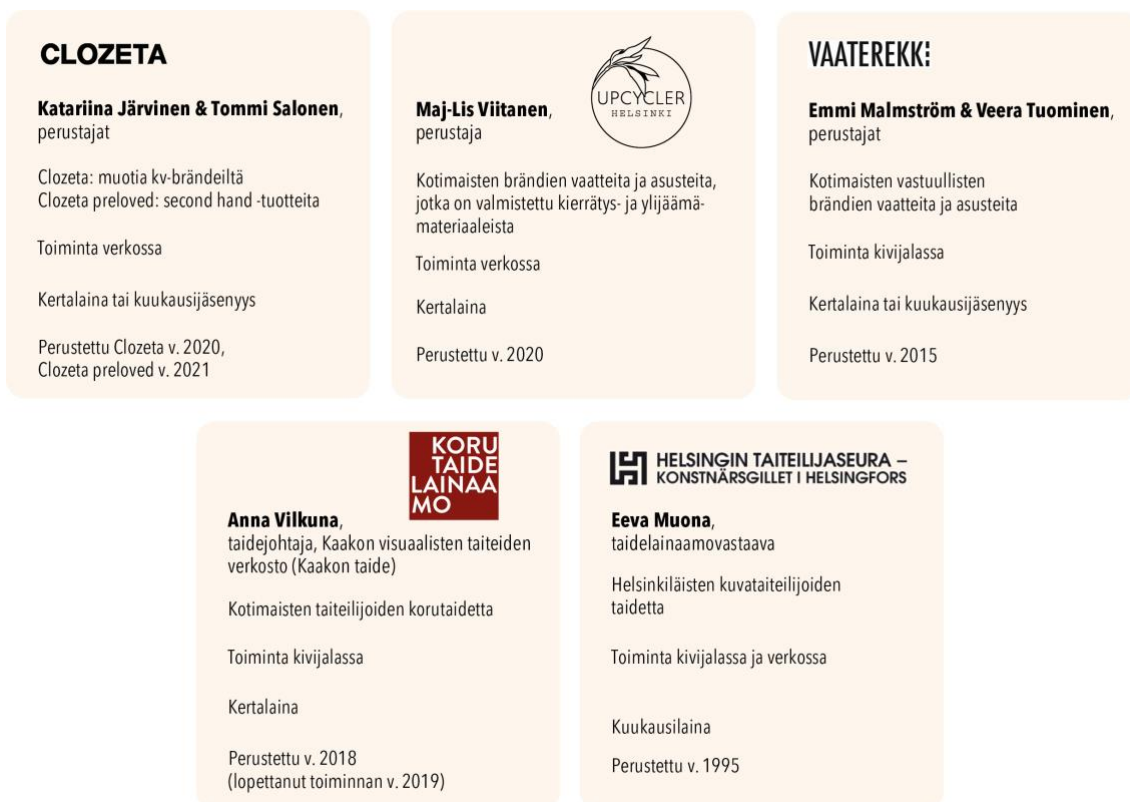 CLOZETA
Katariina Järvinen & Tommi Salonen,
perustajat
Clozeta: muotia kv-brändeiltä
Clozeta preloved: second hand -tuotteita
Toiminta verkossa
Kertalaina tai kuukausijäsenyys
Perustettu Clozeta v. 2020,
Clozeta preloved v. 2021
UPCYCLER
HELSINKI
Maj-Lis Viitanen,
perustaja
Kotimaisten brändien vaatteita ja asusteita,
jotka on valmistettu kierrätys- ja ylijäämä-
materiaaleista
Toiminta verkossa
Kertalaina
Perustettu v. 2020
VAATEREKKI
Emmi Malmström & Veera Tuominen,
perustajat
Kotimaisten vastuullisten
brändien vaatteita ja asusteita
Toiminta kivijalassa
Kertalaina tai kuukausijäsenyys
Perustettu v. 2015
KORU
TAIDE
LAINAA
MO
Anna Vilkuna,
taidejohtaja, Kaakon visuaalisten taiteiden
verkosto (Kaakon taide)
Kotimaisten taiteilijoiden korutaidetta
Toiminta kivijalassa
Kertalaina
Perustettu v. 2018
(lopettanut toiminnan v. 2019)
HELSINGIN TAITEILIJASEURA –
KONSTNÄRSGILLET I HELSINGFORS
Eeva Muona,
taidelainaamovastaava
Helsinkiläisten kuvataiteilijoiden
taidetta
Toiminta kivijalassa ja verkossa
Kuukausilaina
Perustettu v. 1995